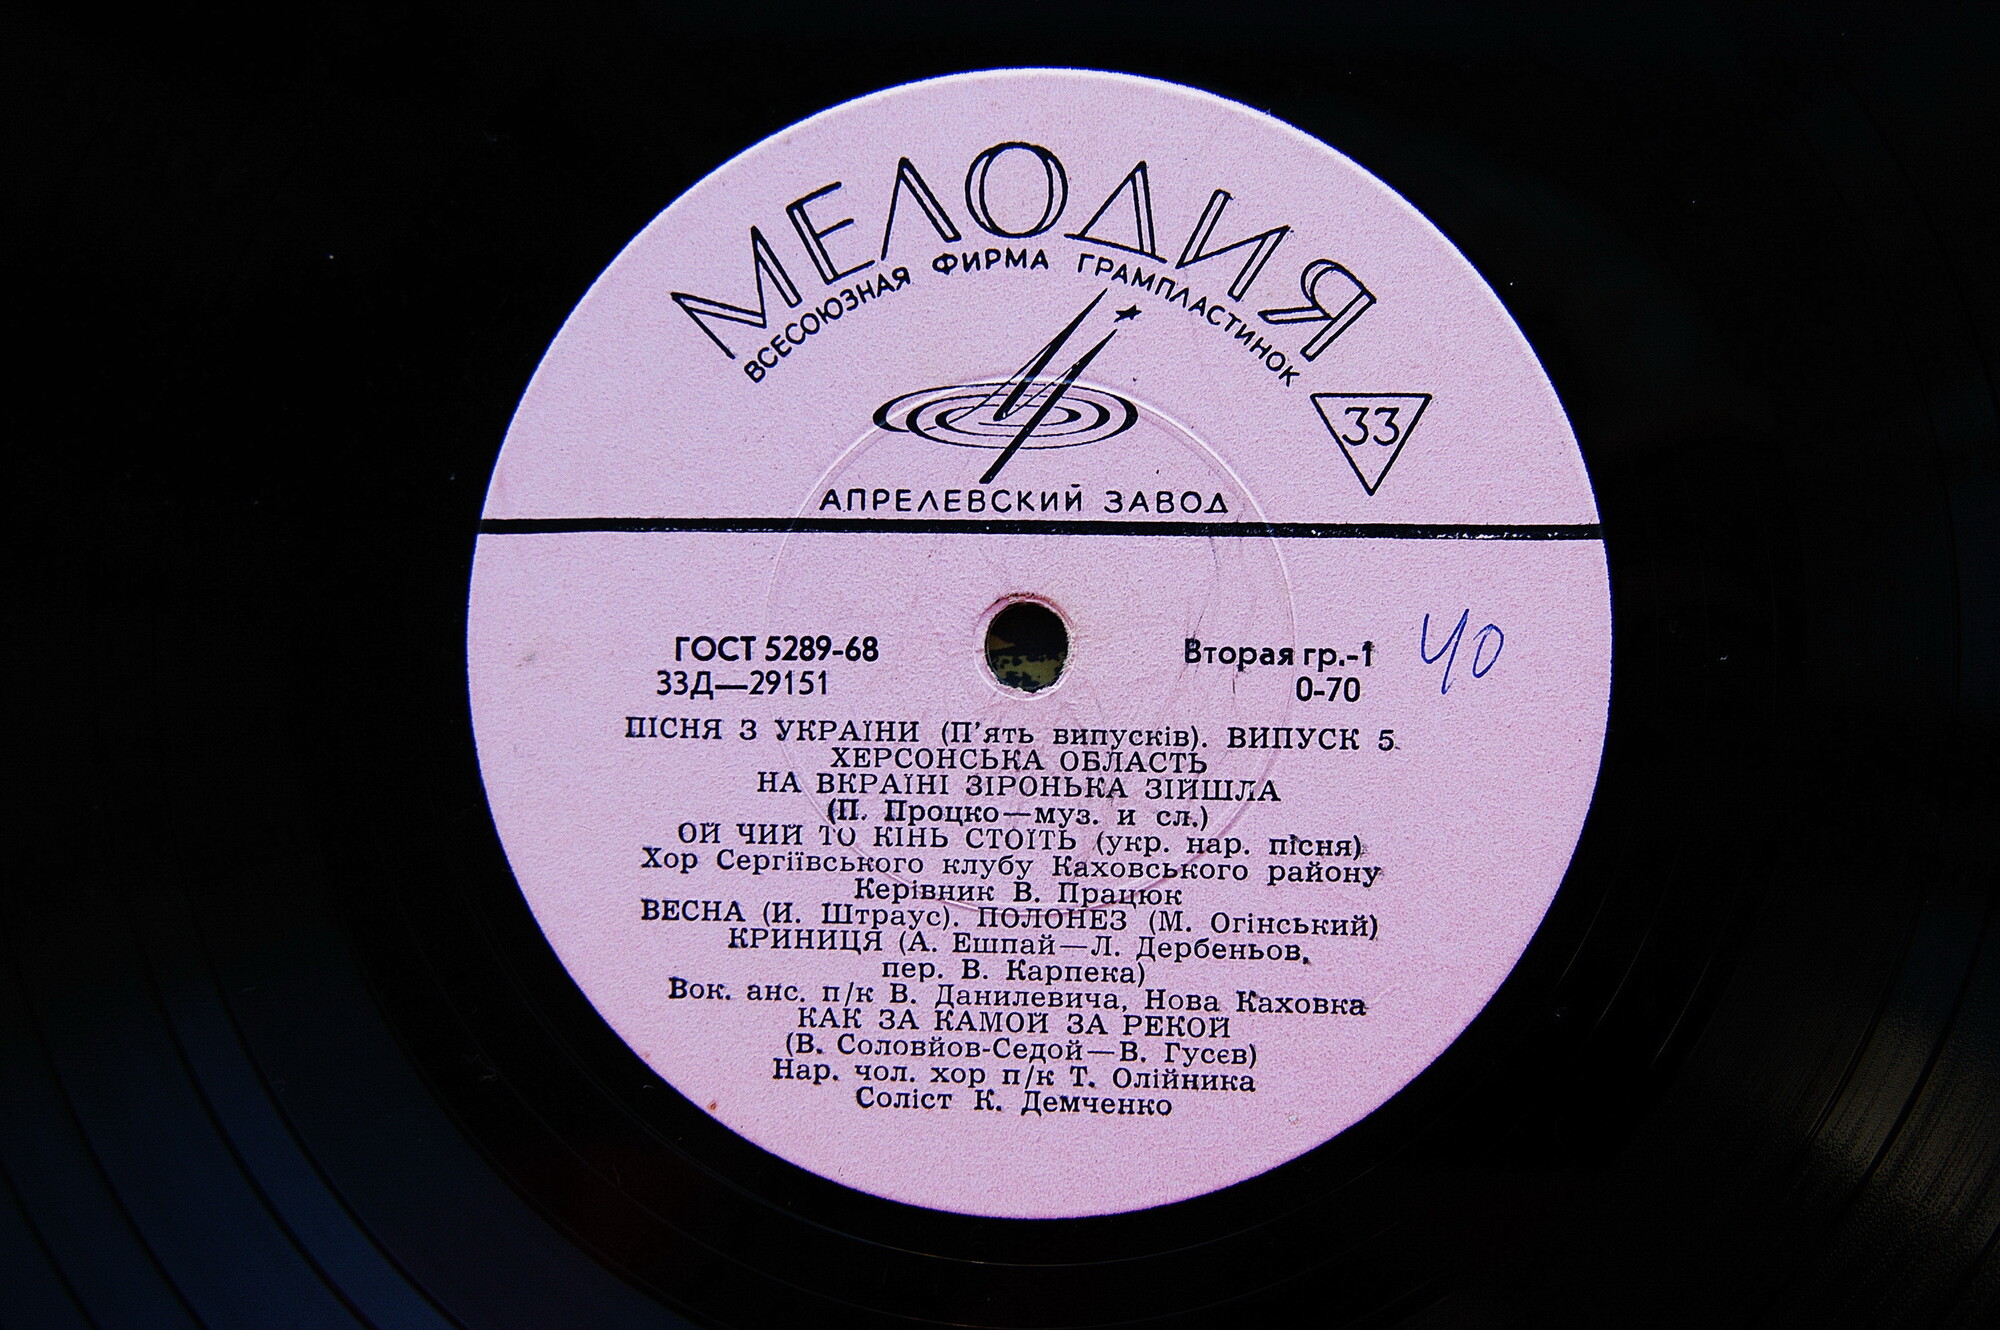 МЕЛОДИЯ
ВСЕСОЮЗНАЯ ФИРМА ГРАМПЛАСТИНОК
33
АПРЕЛЕВСКИЙ ЗАВОД
ГОСТ 5289-68
Вторая гр.-1
40
33Д—29151
0-70
ПІСНЯ З УКРАЇНИ (П'ять випусків). ВИПУСК 5.
ХЕРСОНСЬКА ОБЛАСТЬ
НА ВКРАЇНІ ЗІРОНЬКА ЗІЙШЛА
(П. Процко—муз. и сл.)
ОЙ ЧИЙ ТО КІНЬ СТОІТЬ (укр. нар. пісня)
Хор Сергіївського клубу Каховського району
Керівник В. Працюк
ВЕСНА (И. Штраус). ПОЛОНЕЗ (М. Огінський)
КРИНИЦЯ (А. Ешпай—Л. Дербеньов,
пер. В. Карпека)
Вок. анс. п/к В. Данилевича, Нова Каховка
КАК ЗА КАМОЙ ЗА РЕКОЙ
(В. Соловйов-Седой—В. Гусєв)
Нар. чол. хор п/к Т. Олійника
Соліст К. Демченко